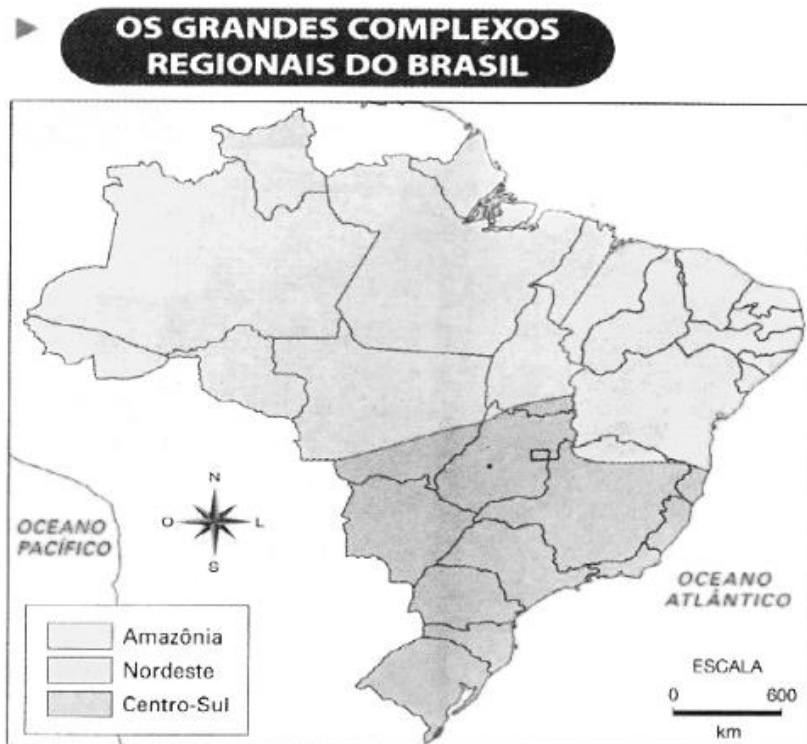 OS GRANDES COMPLEXOS
REGIONAIS DO BRASIL
N
O
L
S
OCEANO
PACÍFICO
OCEANO
ATLÂNTICO
Amazônia
Nordeste
Centro-Sul
ESCALA
0 600
km